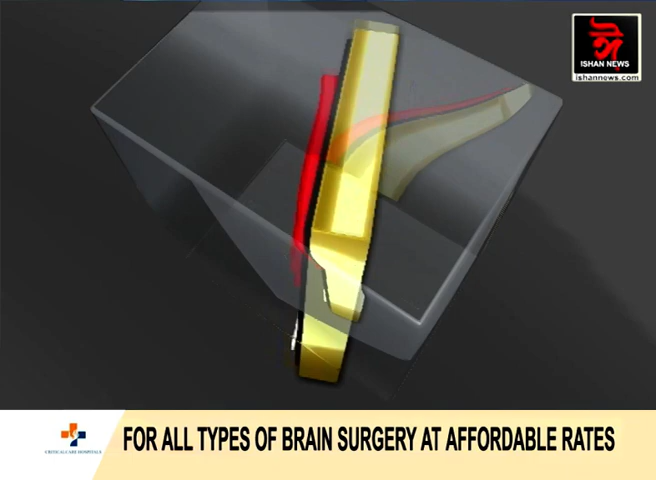 ই
ISHAN NEWS
ishannews.com
CRITICALCARE HOSPITALS
FOR ALL TYPES OF BRAIN SURGERY AT AFFORDABLE RATES